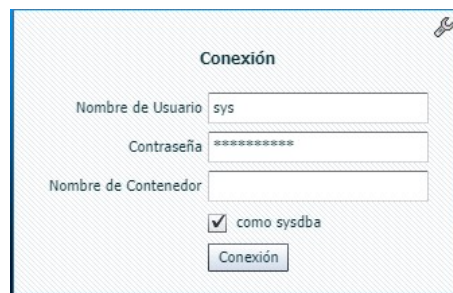 Conexión
Nombre de Usuario sys
Contraseña **********
Nombre de Contenedor
como sysdba
Conexión